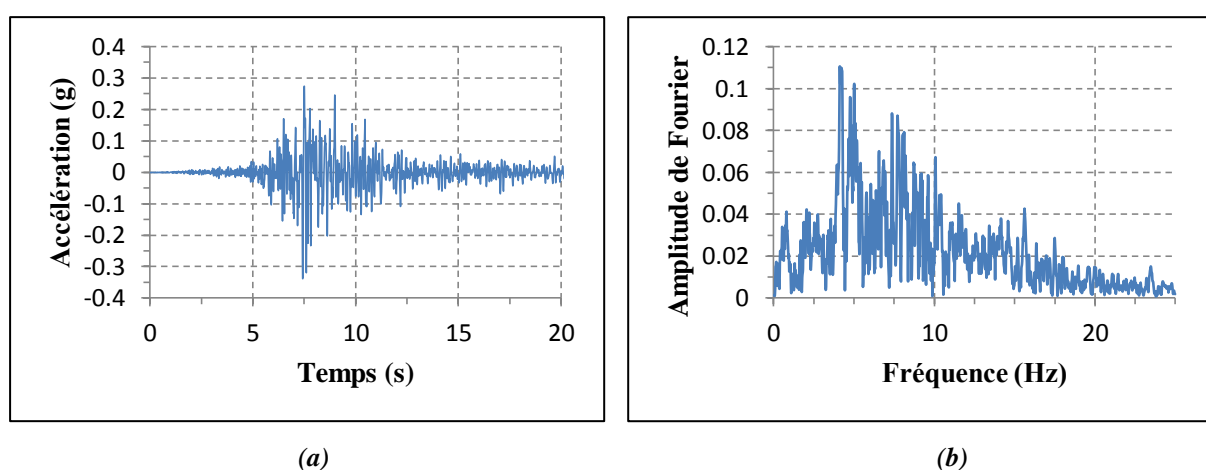 0.4
0.3
0.2
0.1
0
-0.1
-0.2
-0.3
-0.4
Accélération (g)
0 5 10 15 20
Temps (s)
0.12
0.1
0.08
0.06
0.04
0.02
0
Amplitude de Fourier
0 10 20
Fréquence (Hz)
(a) (b)